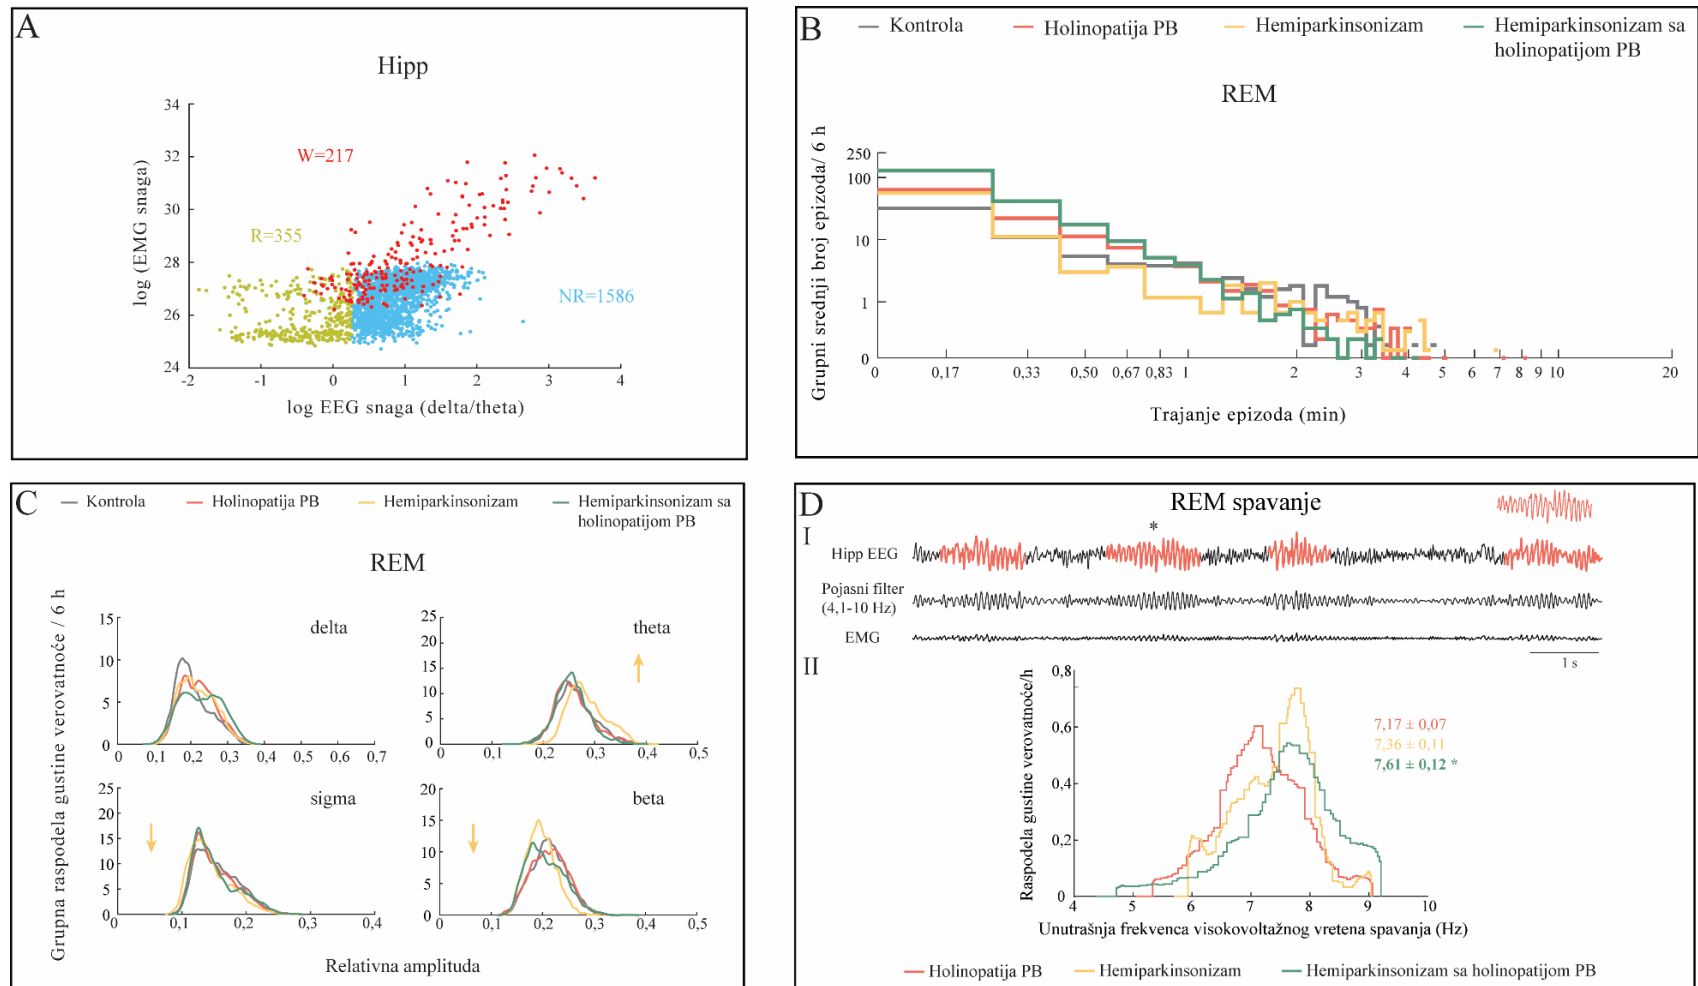 A
Hipp
log (EMG snaga)
34
32
30
28
26
24
W=217
R=355
NR=1586
-2 -1 0 1 2 3 4
log EEG snaga (delta/theta)
B
Kontrola Holinopatija PB Hemiparkinsonizam Hemiparkinsonizam sa
holinopatijom PB
REM
Grupni srednji broj epizoda/ 6 h
250
100
10
1
0
0 0,17 0,33 0,50 0,67 0,83 1 2 3 4 5 6 7 8 9 10 20
Trajanje epizoda (min)
C
Kontrola Holinopatija PB Hemiparkinsonizam Hemiparkinsonizam sa
holinopatijom PB
REM
Grupna raspodela gustine verovatnoće / 6 h
delta
15
10
5
0
0 0,1 0,2 0,3 0,4 0,5 0,6 0,7
theta
25
20
15
10
5
0
0 0,1 0,2 0,3 0,4 0,5
sigma
25
20
15
10
5
0
0 0,1 0,2 0,3 0,4
beta
20
15
10
5
0
0 0,1 0,2 0,3 0,4 0,5
Relativna amplituda
D
REM spavanje
I
*
Hipp EEG
Pojasni filter
(4,1-10 Hz)
EMG
1 s
II
Raspodela gustine verovatnoće/h
0,8
0,6
0,4
0,2
0
7,17 ± 0,07
7,36 ± 0,11
7,61 ± 0,12 *
4 5 6 7 8 9 10
Unutrašnja frekvenca visokovoltažnog vretena spavanja (Hz)
Holinopatija PB Hemiparkinsonizam Hemiparkinsonizam sa holinopatijom PB